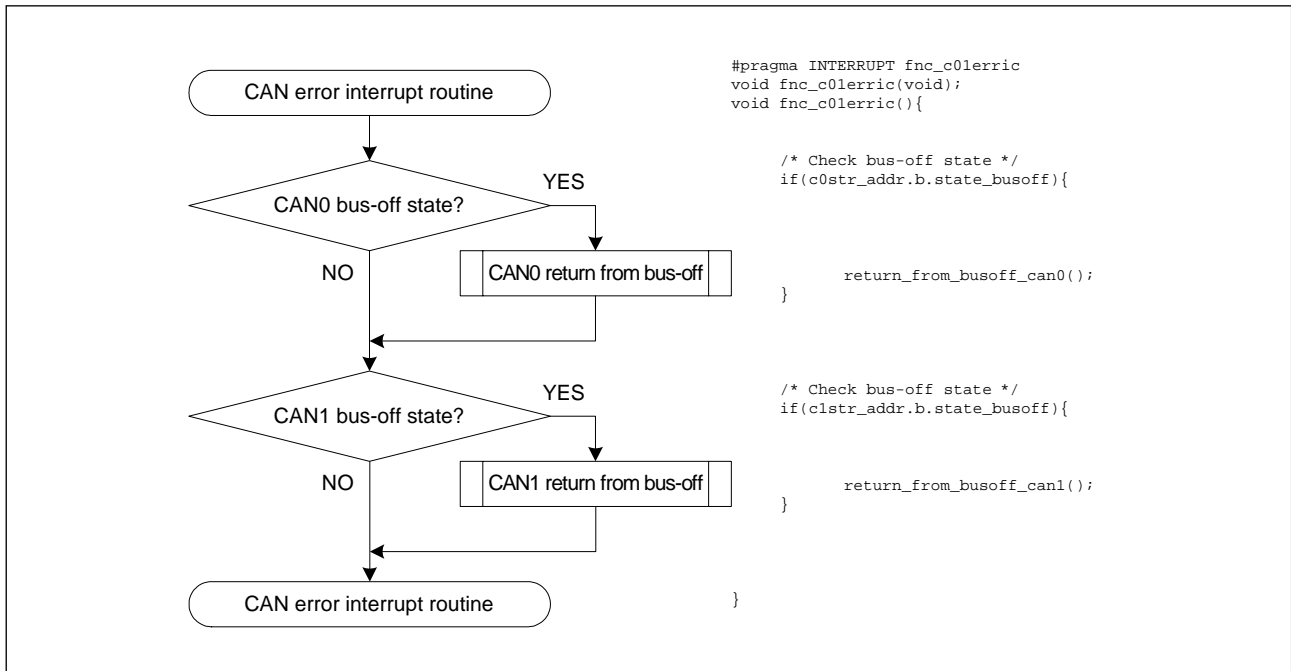 CAN error interrupt routine
CAN0 bus-off state?
YES
NO
CAN0 return from bus-off
CAN1 bus-off state?
YES
NO
CAN1 return from bus-off
CAN error interrupt routine
#pragma INTERRUPT fnc_c01erric
void fnc_c01erric(void);
void fnc_c01erric(){
/* Check bus-off state */
if(c0str_addr.b.state_busoff){
return_from_busoff_can0();
}
/* Check bus-off state */
if(c1str_addr.b.state_busoff){
return_from_busoff_can1();
}
}